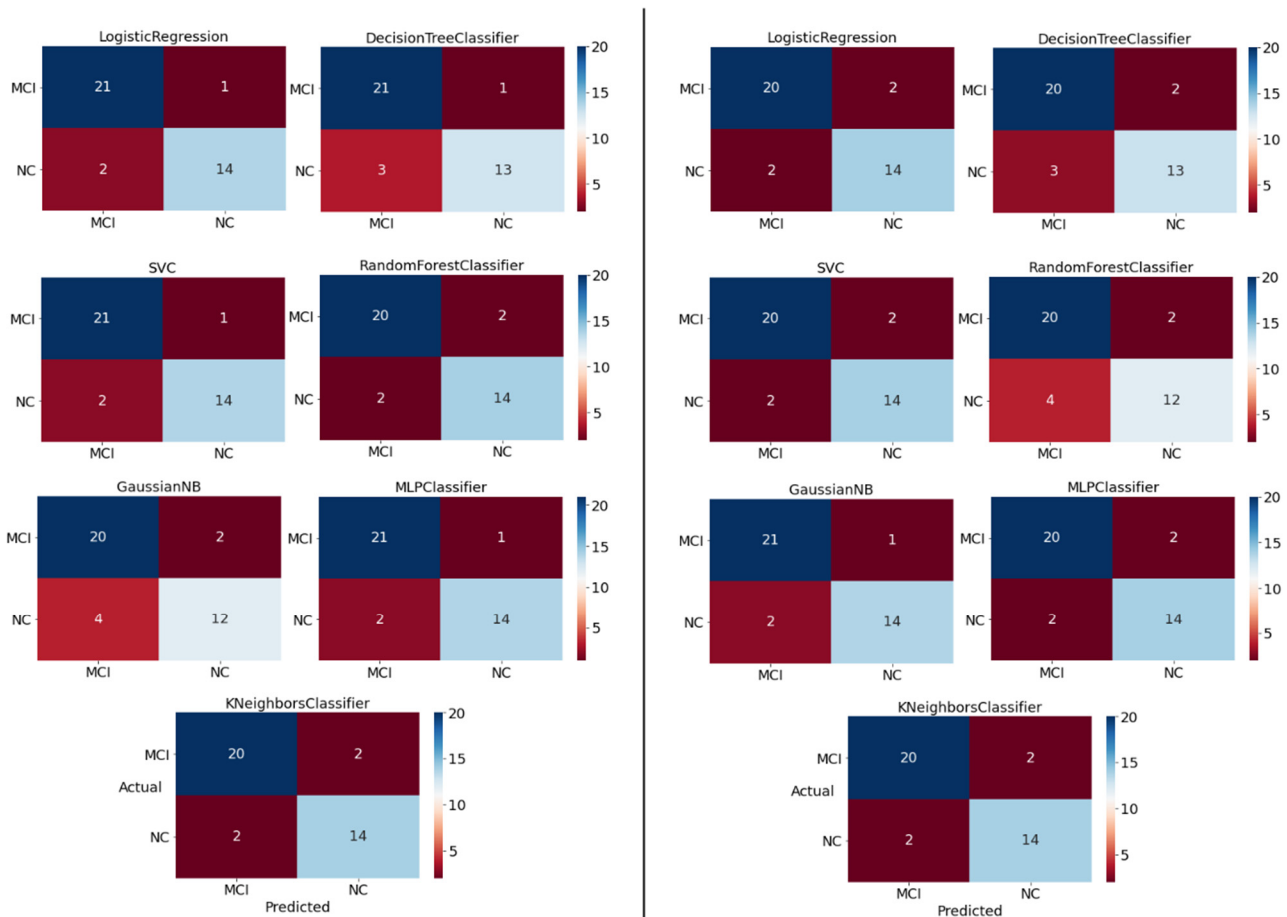 LogisticRegression DecisionTreeClassifier
20
MCI 21 1 MCI 21 1
15
10
NC 2 14 NC 3 13
5
MCI NC MCI NC
SVC RandomForestClassifier
20
MCI 21 1 MCI 20 2
15
10
NC 2 14 NC 2 14
5
MCI NC MCI NC
GaussianNB MLPClassifier
20
MCI 20 2 MCI 21 1
15
10
NC 4 12 NC 2 14
5
MCI NC MCI NC
KNeighborsClassifier
20
MCI 20 2
15
Actual
10
NC 2 14
5
MCI NC
Predicted
LogisticRegression DecisionTreeClassifier
20
MCI 20 2 MCI 20 2
15
10
NC 2 14 NC 3 13
5
MCI NC MCI NC
SVC RandomForestClassifier
20
MCI 20 2 MCI 20 2
15
10
NC 2 14 NC 4 12
5
MCI NC MCI NC
GaussianNB MLPClassifier
20
MCI 21 1 MCI 20 2
15
10
NC 2 14 NC 2 14
5
MCI NC MCI NC
KNeighborsClassifier
20
MCI 20 2
15
Actual
10
NC 2 14
5
MCI NC
Predicted